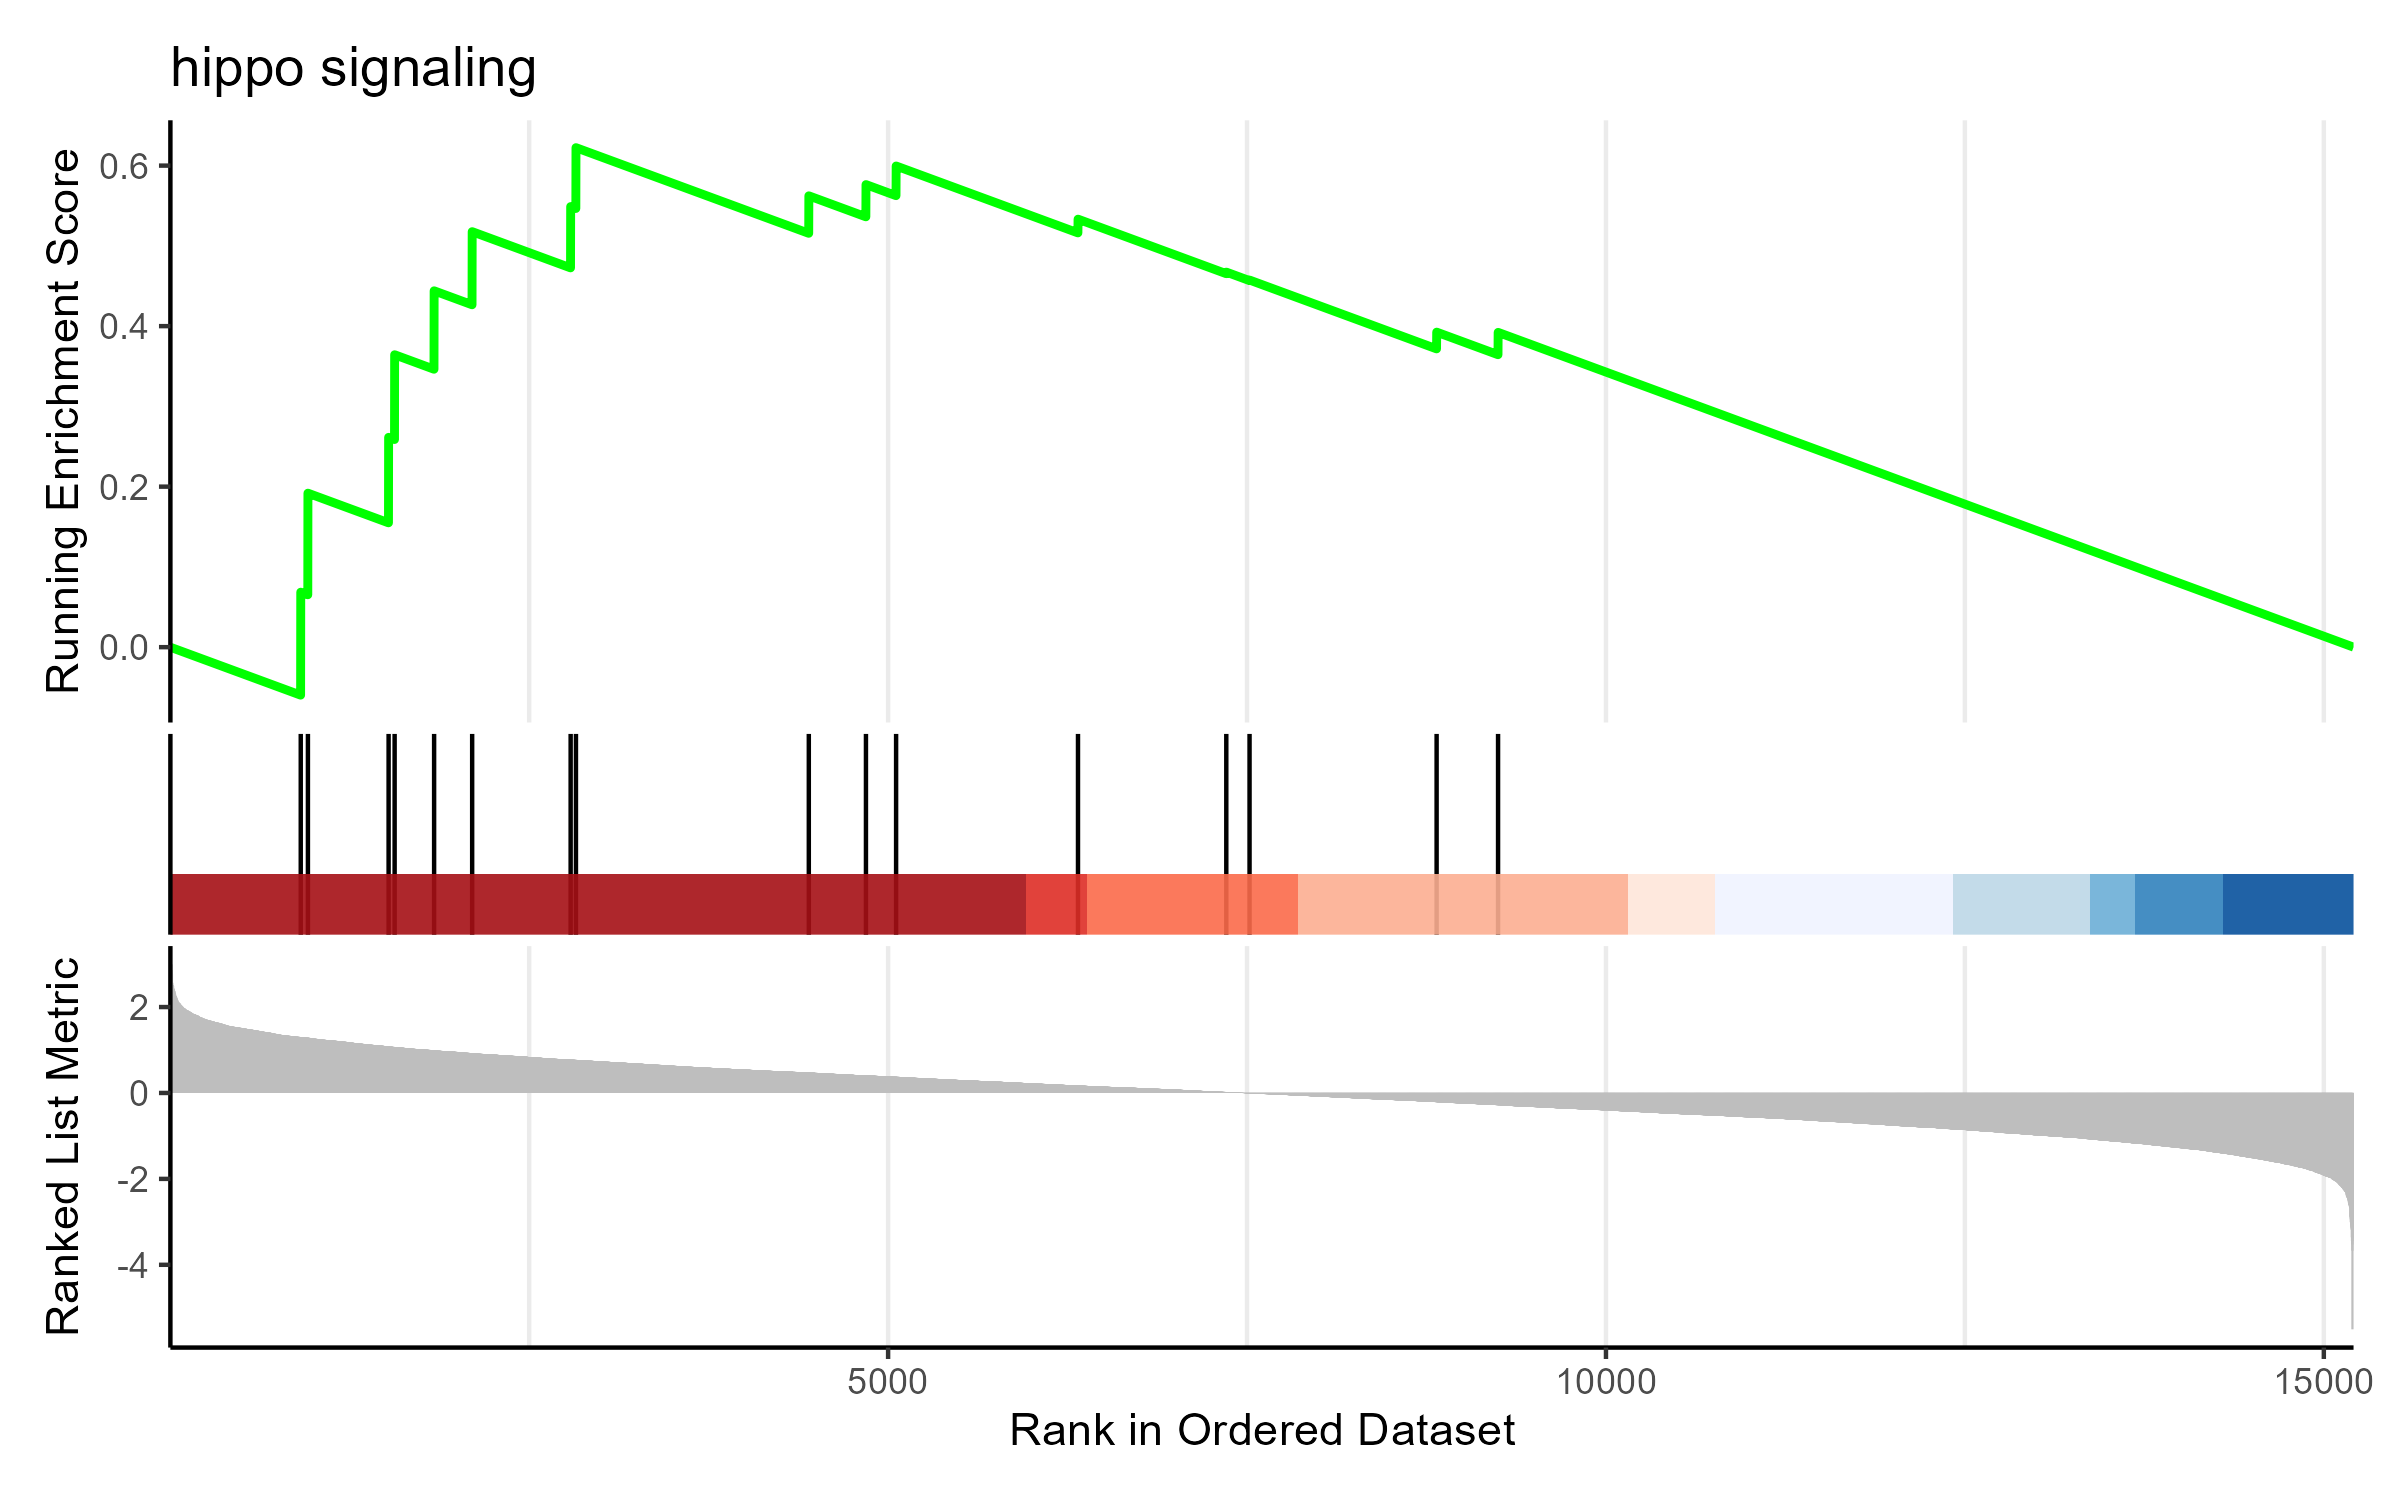 hippo signaling
Running Enrichment Score
0.6
0.4
0.2
0.0
Ranked List Metric
2
0
-2
-4
5000
10000
15000
Rank in Ordered Dataset